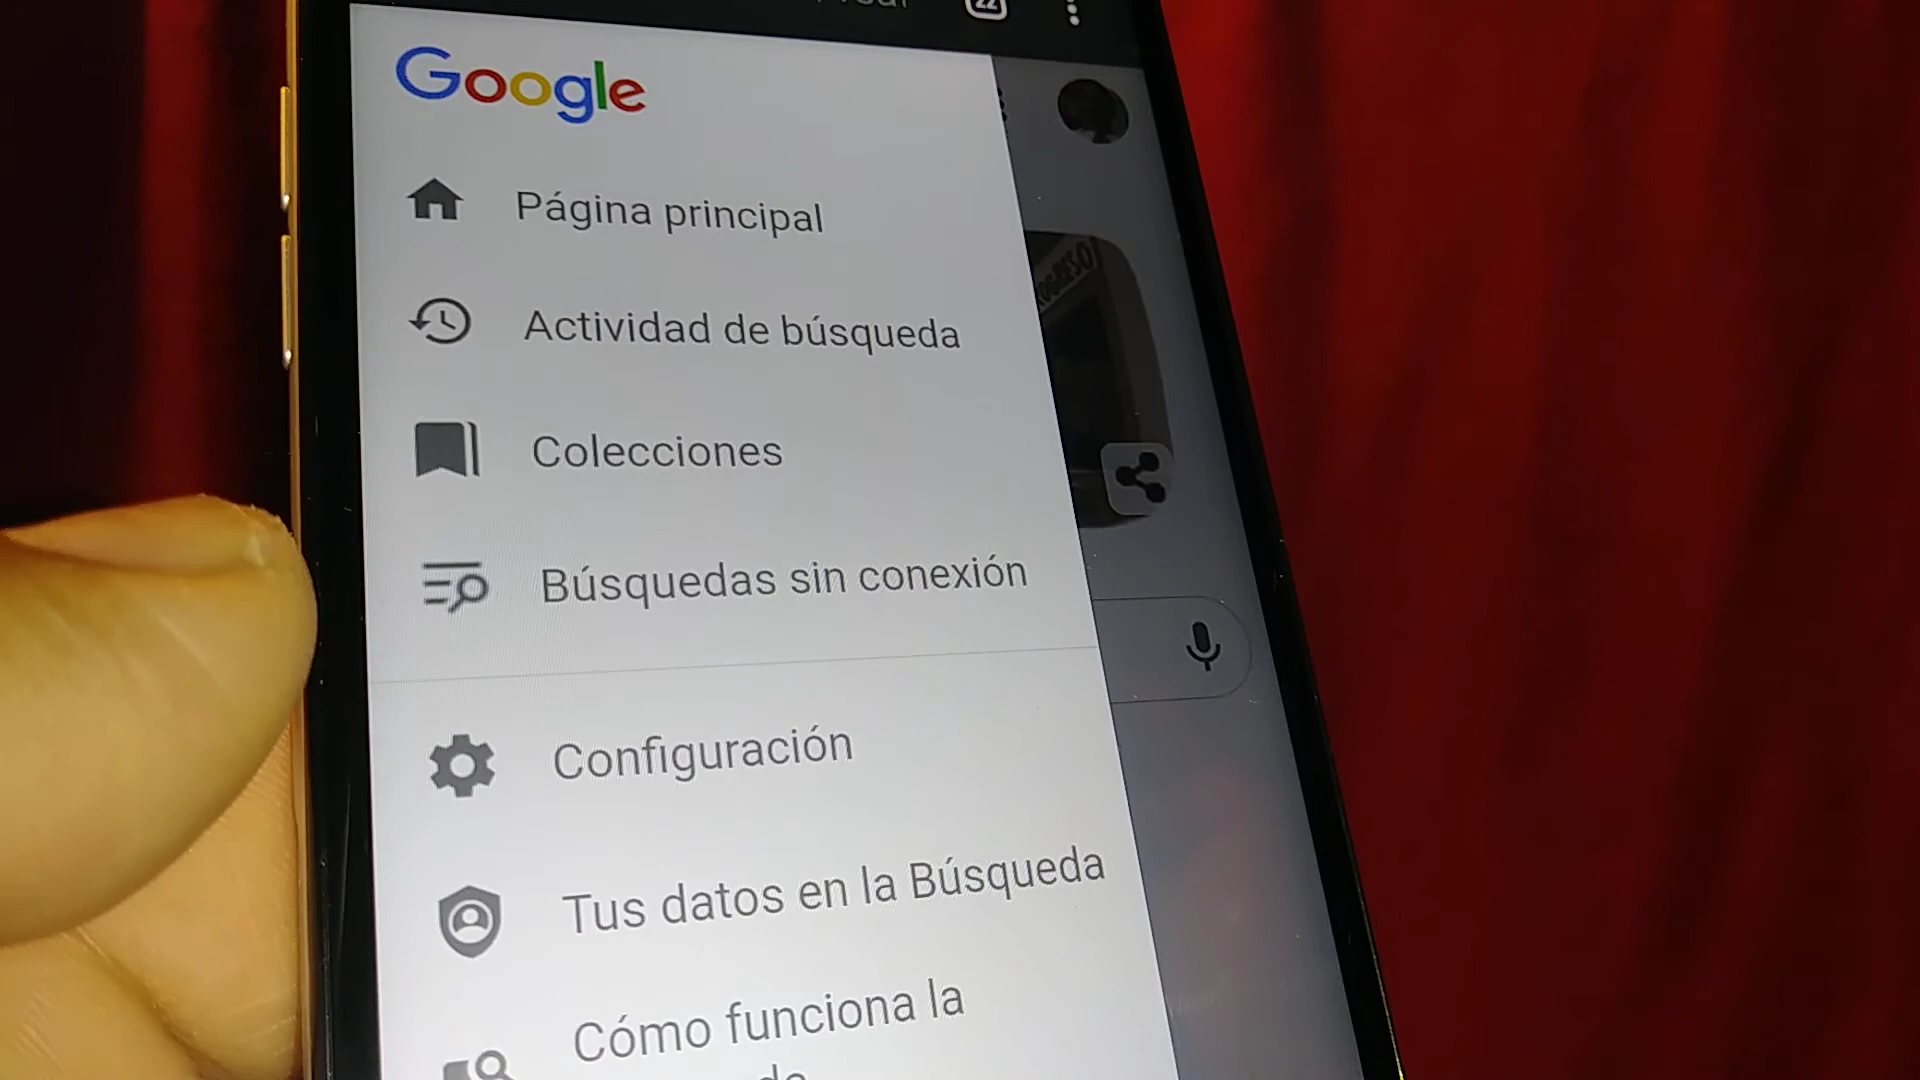 22
Google
Página principal
Actividad de búsqueda
Colecciones
Búsquedas sin conexión
Configuración
Tus datos en la Búsqueda
Cómo funciona la